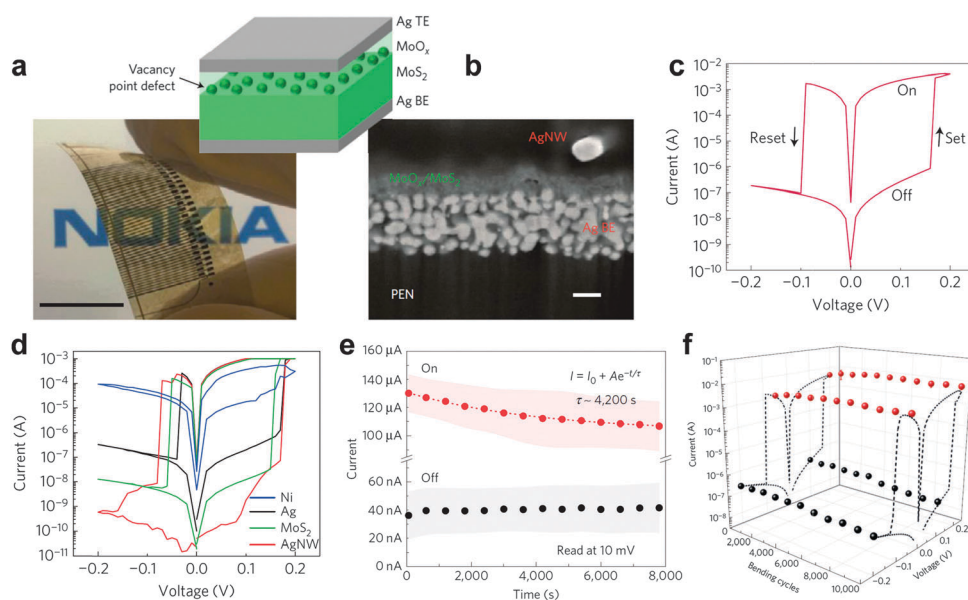 a
Vacancy
point defect
Ag TE
MoOₓ
MoS₂
Ag BE
NOKIA
b
AgNW
MoOₓ/MoS₂
Ag BE
PEN
c
Current (A)
10⁻²
10⁻³
10⁻⁴
10⁻⁵
10⁻⁶
10⁻⁷
10⁻⁸
10⁻⁹
10⁻¹⁰
On
Reset
Set
Off
−0.2 −0.1 0.0 0.1 0.2
Voltage (V)
d
Current (A)
10⁻³
10⁻⁴
10⁻⁵
10⁻⁶
10⁻⁷
10⁻⁸
10⁻⁹
10⁻¹⁰
10⁻¹¹
Ni
Ag
MoS₂
AgNW
−0.2 −0.1 0.0 0.1 0.2
Voltage (V)
e
Current
160 µA
140 µA
120 µA
100 µA
60 nA
40 nA
20 nA
0 nA
On
I = I₀ + Ae⁻ᵗ/ᵗ
τ ~ 4,200 s
Off
Read at 10 mV
0 2,000 4,000 6,000 8,000
Time (s)
f
Current (A)
10⁻¹
10⁻²
10⁻³
10⁻⁴
10⁻⁵
10⁻⁶
10⁻⁷
10⁻⁸
0
2,000
4,000
6,000
8,000
10,000
Bending cycles
−0.2
−0.1
0.0
0.1
0.2
Voltage (V)